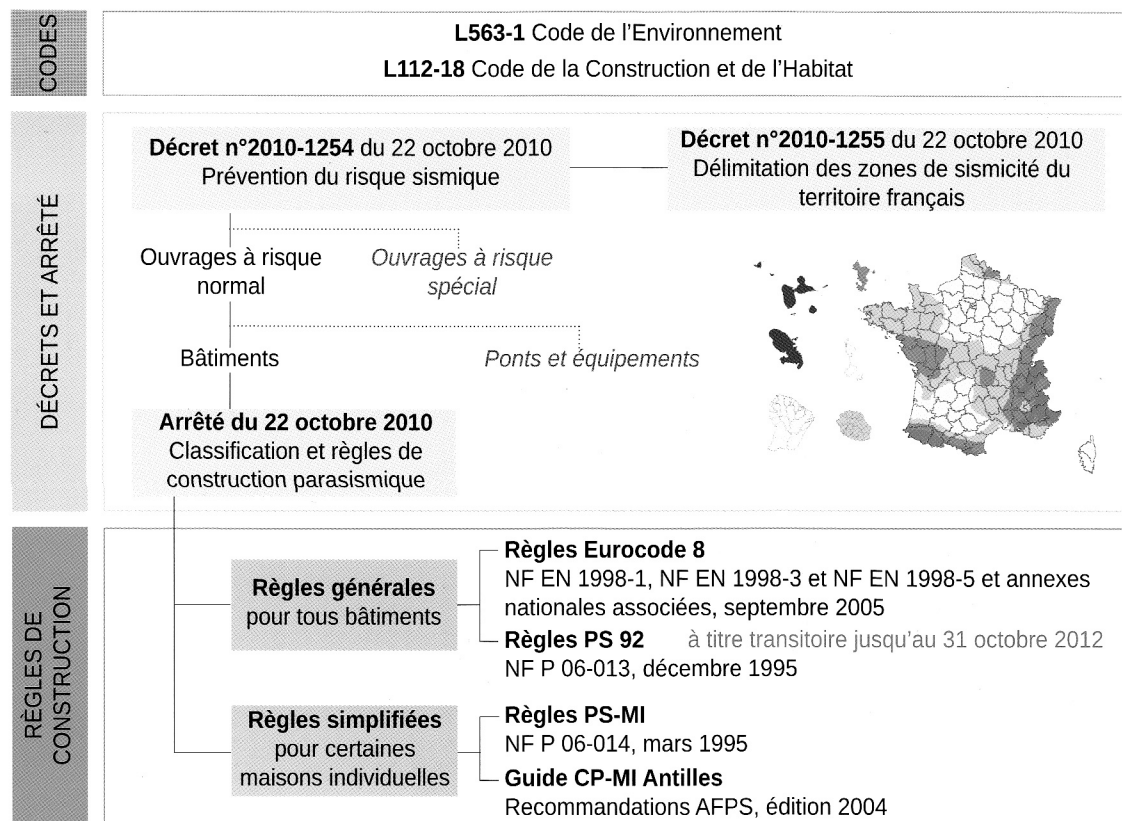 CODES
L563-1 Code de l'Environnement
L112-18 Code de la Construction et de l'Habitat
DÉCRETS ET ARRÊTÉ
Décret n°2010-1254 du 22 octobre 2010
Prévention du risque sismique
Décret n°2010-1255 du 22 octobre 2010
Délimitation des zones de sismicité du
territoire français
Ouvrages à risque
normal
Ouvrages à risque
spécial
Bâtiments
Ponts et équipements
Arrêté du 22 octobre 2010
Classification et règles de
construction parasismique
RÈGLES DE
CONSTRUCTION
Règles générales
pour tous bâtiments
Règles Eurocode 8
NF EN 1998-1, NF EN 1998-3 et NF EN 1998-5 et annexes
nationales associées, septembre 2005
Règles PS 92 à titre transitoire jusqu'au 31 octobre 2012
NF P 06-013, décembre 1995
Règles simplifiées
pour certaines
maisons individuelles
Règles PS-MI
NF P 06-014, mars 1995
Guide CP-MI Antilles
Recommandations AFPS, édition 2004